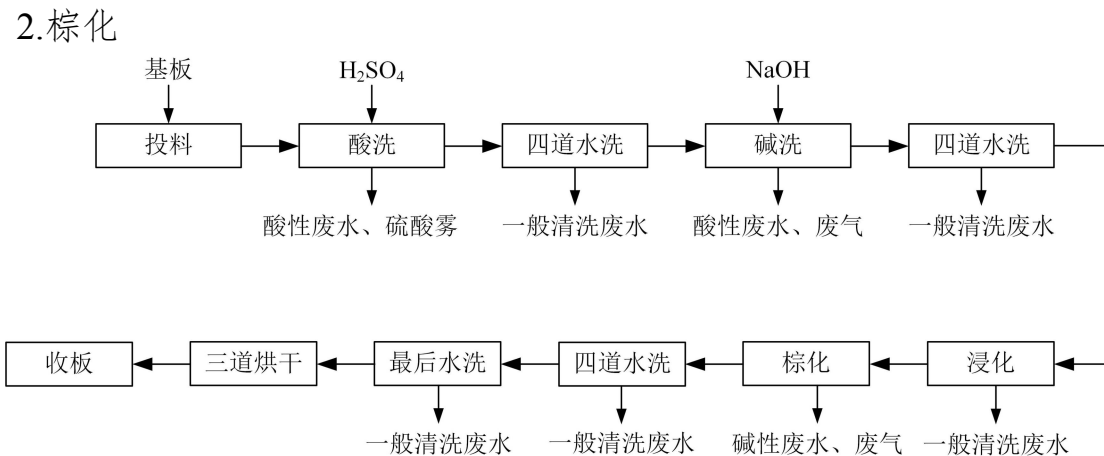 2.棕化
基板 H₂SO₄ NaOH
投料 酸洗 四道水洗 碱洗 四道水洗
酸性废水、硫酸雾 一般清洗废水 酸性废水、废气 一般清洗废水
收板 三道烘干 最后水洗 四道水洗 棕化 浸化
一般清洗废水 一般清洗废水 碱性废水、废气 一般清洗废水